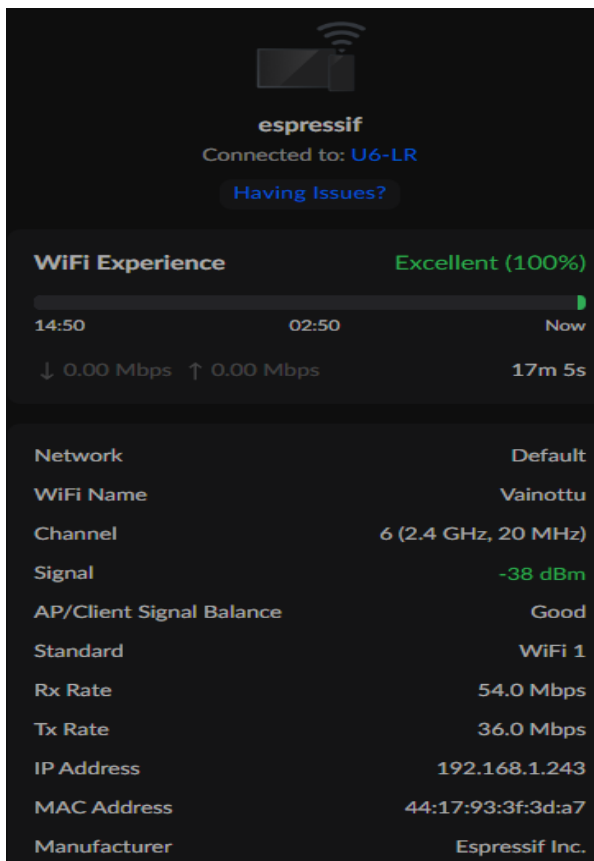 espressif
Connected to: U6-LR
Having Issues?
WiFi Experience Excellent (100%)
14:50 02:50 Now
↓ 0.00 Mbps ↑ 0.00 Mbps 17m 5s
Network Default
WiFi Name Vainottu
Channel 6 (2.4 GHz, 20 MHz)
Signal -38 dBm
AP/Client Signal Balance Good
Standard WiFi 1
Rx Rate 54.0 Mbps
Tx Rate 36.0 Mbps
IP Address 192.168.1.243
MAC Address 44:17:93:3f:3d:a7
Manufacturer Espressif Inc.